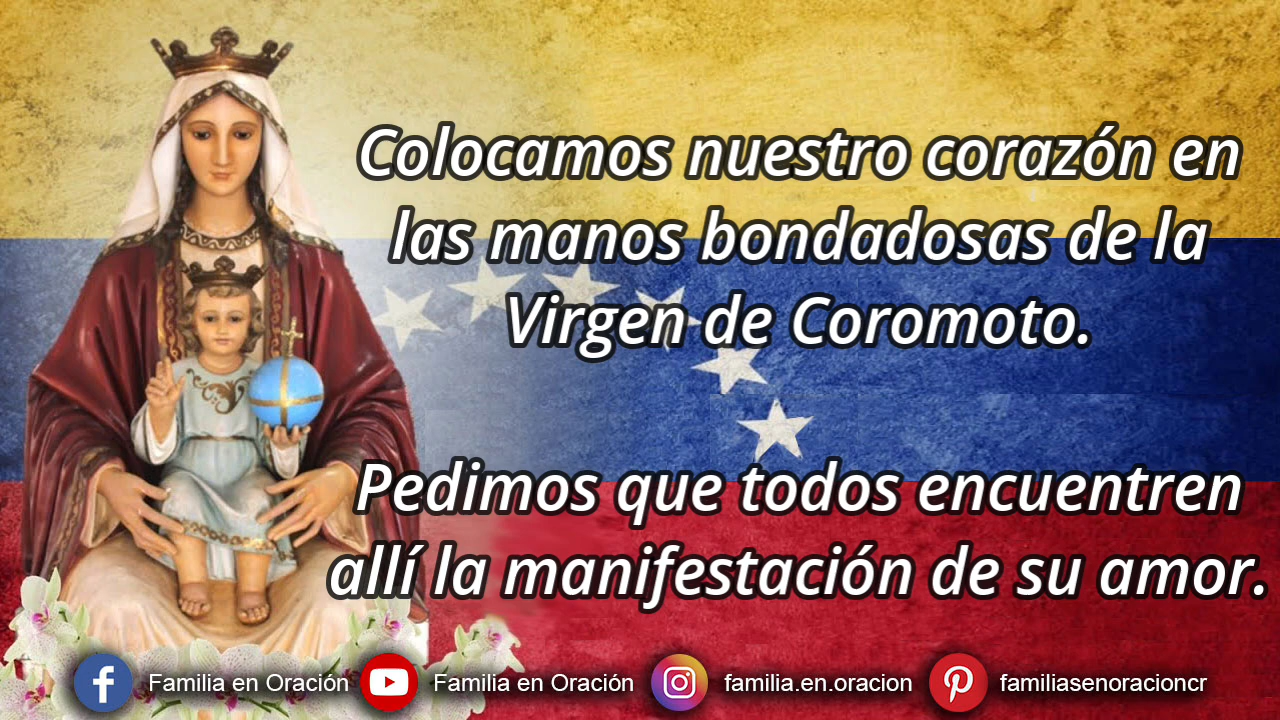 Colocamos nuestro corazón en
las manos bondadosas de la
Virgen de Coromoto.
Pedimos que todos encuentren
allí la manifestación de su amor.
Familia en Oración
Familia en Oración
familia.en.oracion
familiasenoracioncr